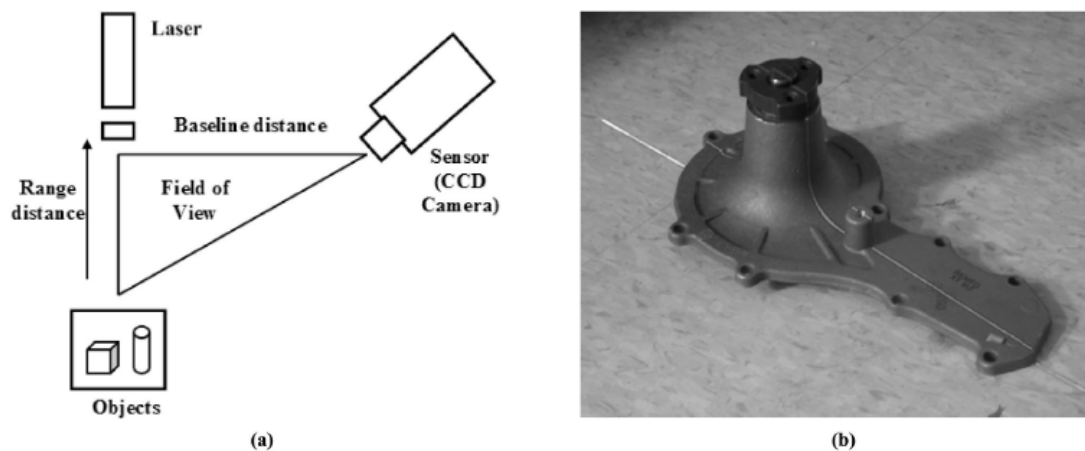 Laser
Baseline distance
Sensor
(CCD
Camera)
Range
distance
Field of
View
Objects
(a)
(b)